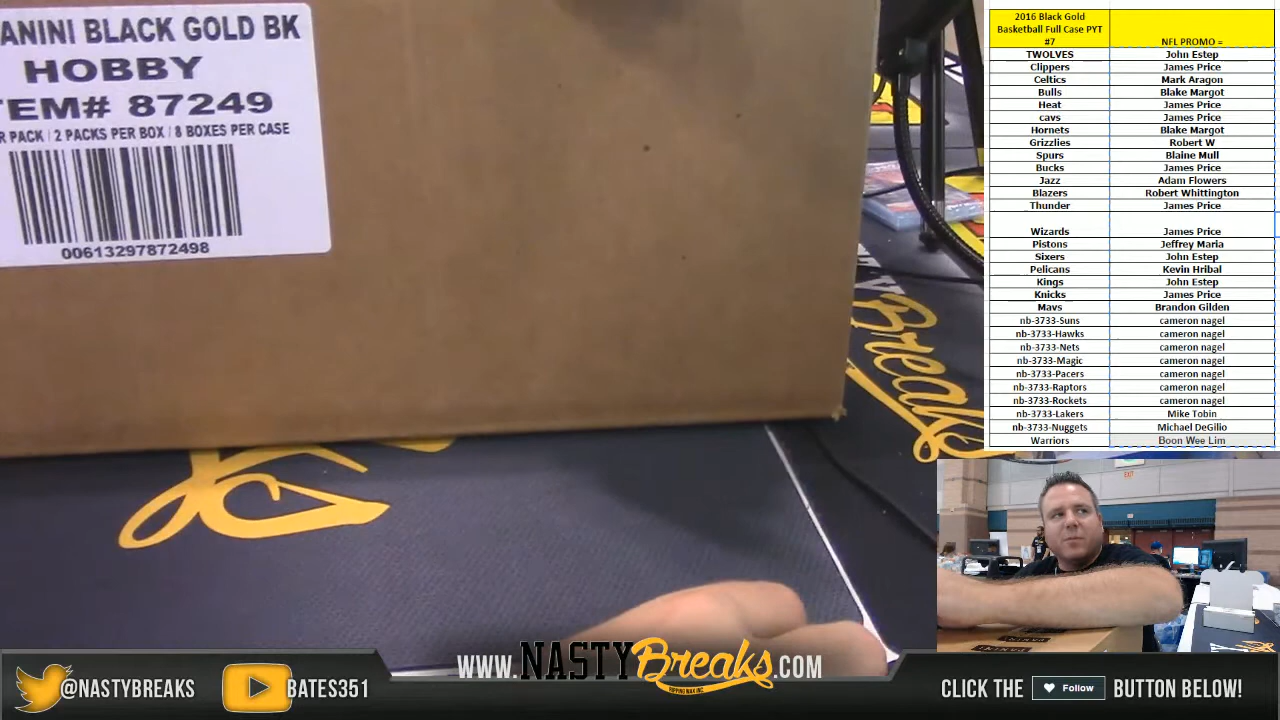 ANINI BLACK GOLD BK
HOBBY
TEM# 87249
R PACK / 2 PACKS PER BOX / 8 BOXES PER CASE
00613297872498
2016 Black Gold
Basketball Full Case PYT
#7 NFL PROMO =
TWOLVES John Estep
Clippers James Price
Celtics Mark Aragon
Bulls Blake Margot
Heat James Price
cavs James Price
Hornets Blake Margot
Grizzlies Robert W
Spurs Blaine Mull
Bucks James Price
Jazz Adam Flowers
Blazers Robert Whittington
Thunder James Price
Wizards James Price
Pistons Jeffrey Maria
Sixers John Estep
Pelicans Kevin Hribal
Kings John Estep
Knicks James Price
Mavs Brandon Gilden
nb-3733-Suns cameron nagel
nb-3733-Hawks cameron nagel
nb-3733-Nets cameron nagel
nb-3733-Magic cameron nagel
nb-3733-Pacers cameron nagel
nb-3733-Raptors cameron nagel
nb-3733-Rockets cameron nagel
nb-3733-Lakers Mike Tobin
nb-3733-Nuggets Michael DeGilio
Warriors Boon Wee Lim
Breaks
EXIT
PANINI
@NASTYBREAKS
BATES351
WWW.NASTYBreaks.COM
RIPPING WAX INC.
CLICK THE Follow BUTTON BELOW!